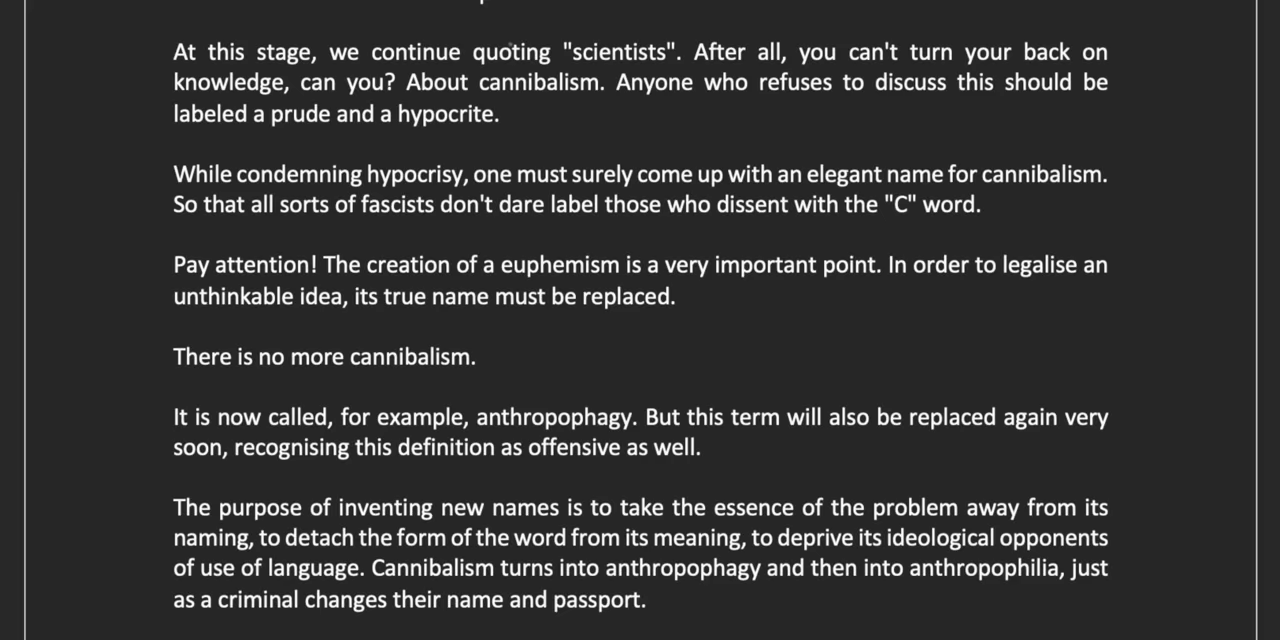 At this stage, we continue quoting "scientists". After all, you can't turn your back on
knowledge, can you? About cannibalism. Anyone who refuses to discuss this should be
labeled a prude and a hypocrite.
While condemning hypocrisy, one must surely come up with an elegant name for cannibalism.
So that all sorts of fascists don't dare label those who dissent with the "C" word.
Pay attention! The creation of a euphemism is a very important point. In order to legalise an
unthinkable idea, its true name must be replaced.
There is no more cannibalism.
It is now called, for example, anthropophagy. But this term will also be replaced again very
soon, recognising this definition as offensive as well.
The purpose of inventing new names is to take the essence of the problem away from its
naming, to detach the form of the word from its meaning, to deprive its ideological opponents
of use of language. Cannibalism turns into anthropophagy and then into anthropophilia, just
as a criminal changes their name and passport.